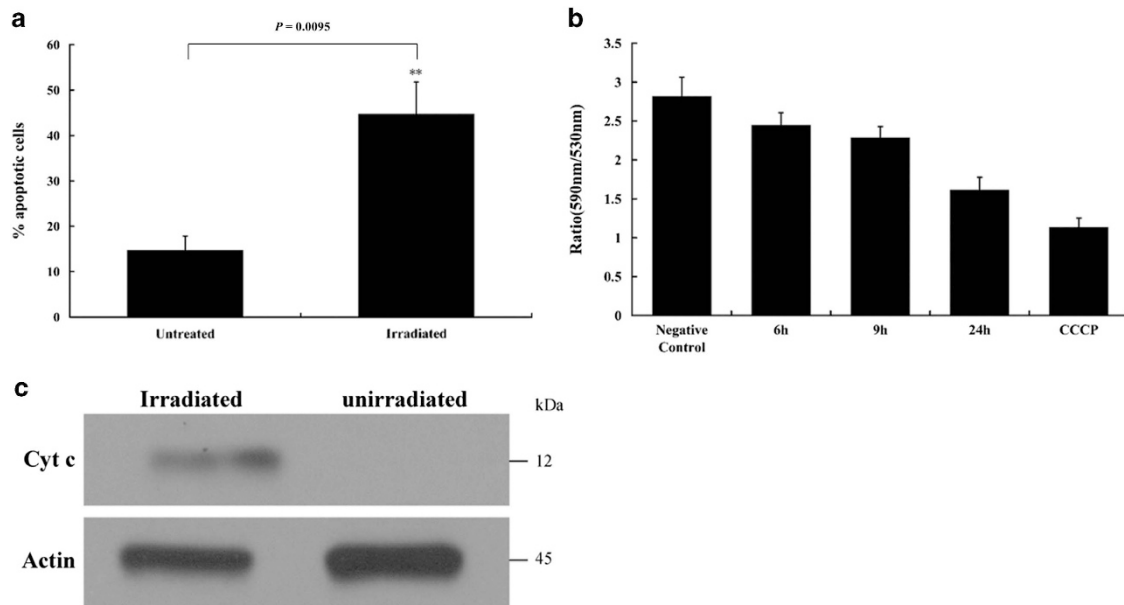 a
P = 0.0095
60
50
40
30
20
10
0
% apoptotic cells
**
Untreated
Irradiated
b
3.5
3
2.5
2
1.5
1
0.5
0
Ratio(590nm/530nm)
Negative
Control
6h
9h
24h
CCCP
c
Irradiated
unirradiated
kDa
Cyt c
12
Actin
45